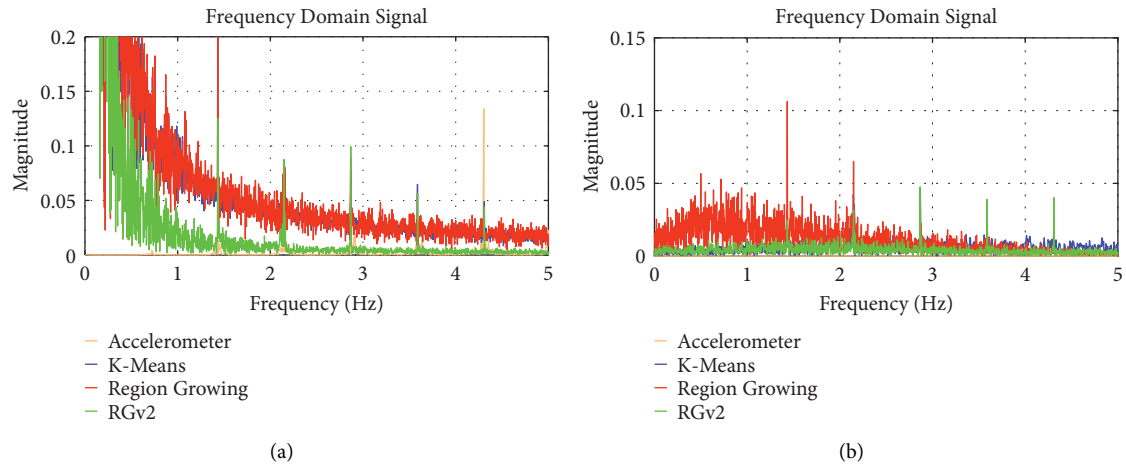 Frequency Domain Signal
0.2
0.15
0.1
0.05
0
Magnitude
0 1 2 3 4 5
Frequency (Hz)
Accelerometer
K-Means
Region Growing
RGv2
(a)
Frequency Domain Signal
0.15
0.1
0.05
0
Magnitude
0 1 2 3 4 5
Frequency (Hz)
Accelerometer
K-Means
Region Growing
RGv2
(b)